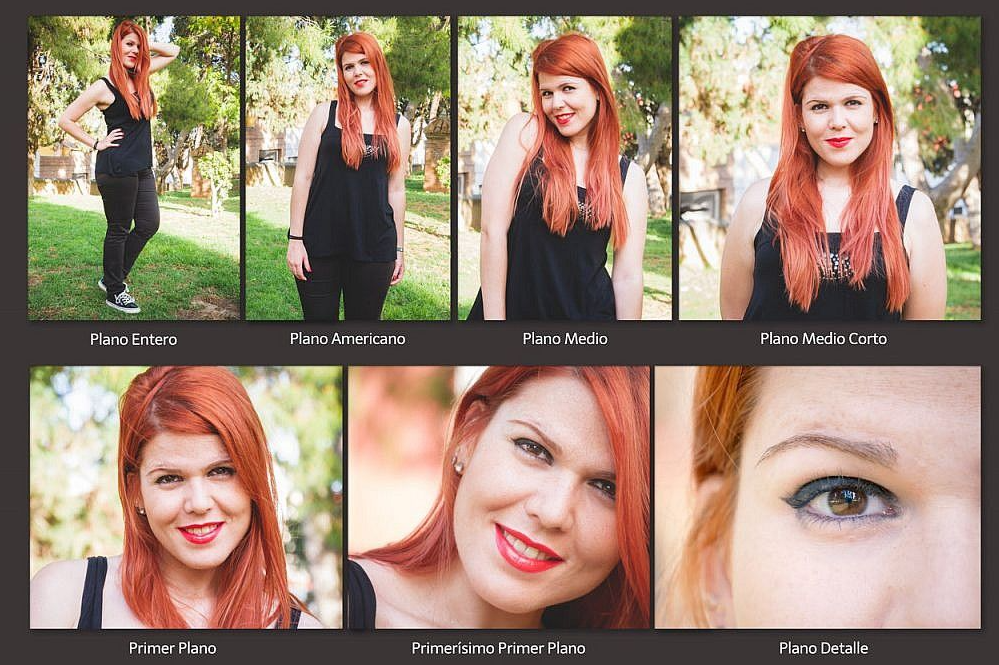 Plano Entero
Plano Americano
Plano Medio
Plano Medio Corto
Primer Plano
Primerísimo Primer Plano
Plano Detalle